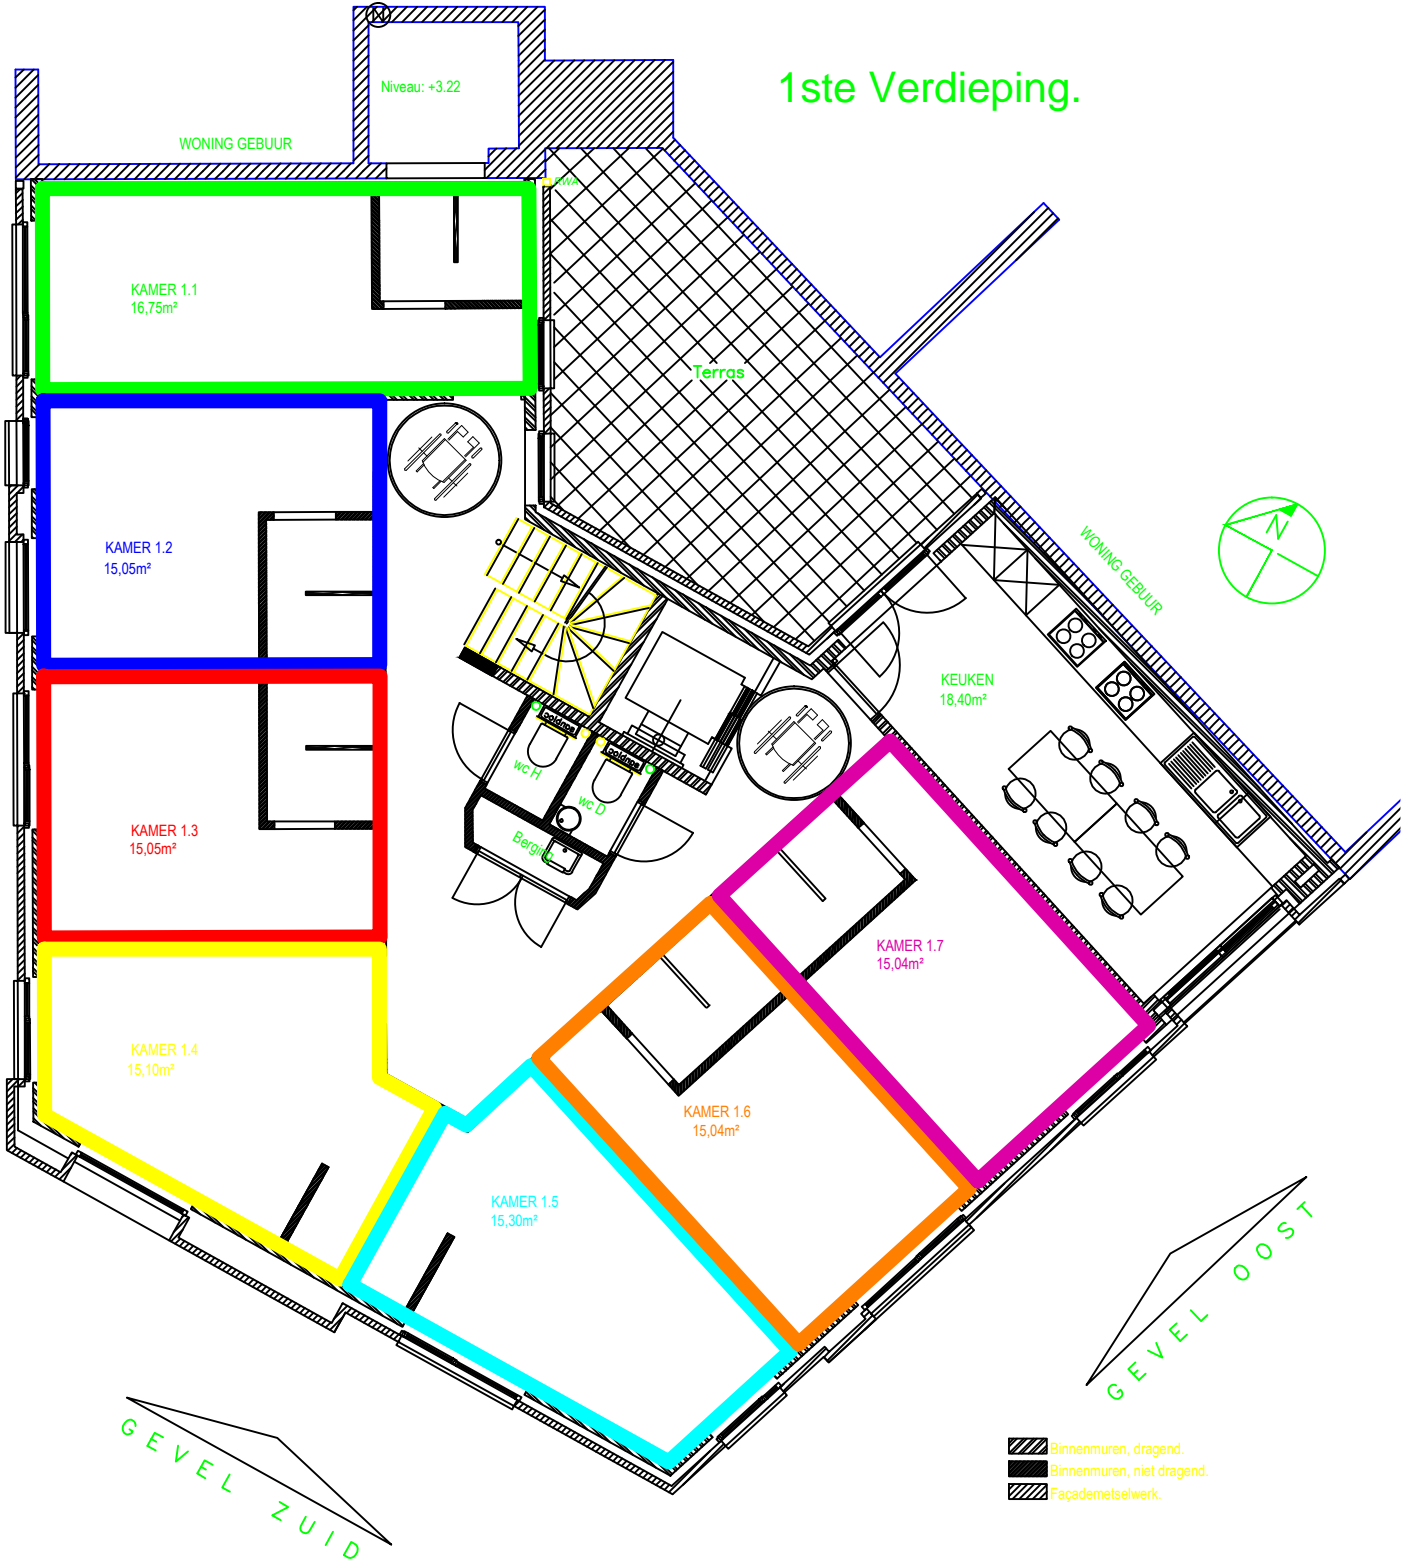 1ste Verdieping.
Niveau: +3.22
WONING GEBUUR
RWA
KAMER 1.1
16,75m²
Terras
KAMER 1.2
15,05m²
N
WONING GEBUUR
KEUKEN
18,40m²
wc H
wc D
Berging
KAMER 1.3
15,05m²
KAMER 1.7
15,04m²
KAMER 1.4
15,10m²
KAMER 1.6
15,04m²
KAMER 1.5
15,30m²
GEVEL OOST
GEVEL ZUID
Binnenmuren, dragend.
Binnenmuren, niet dragend.
Façademetselwerk.